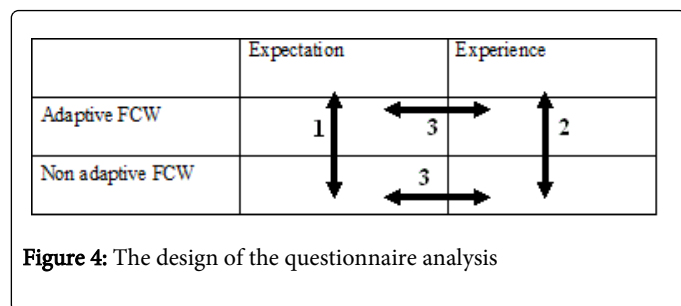 Expectation Experience
Adaptive FCW
1 3 2
Non adaptive FCW
3
Figure 4: The design of the questionnaire analysis